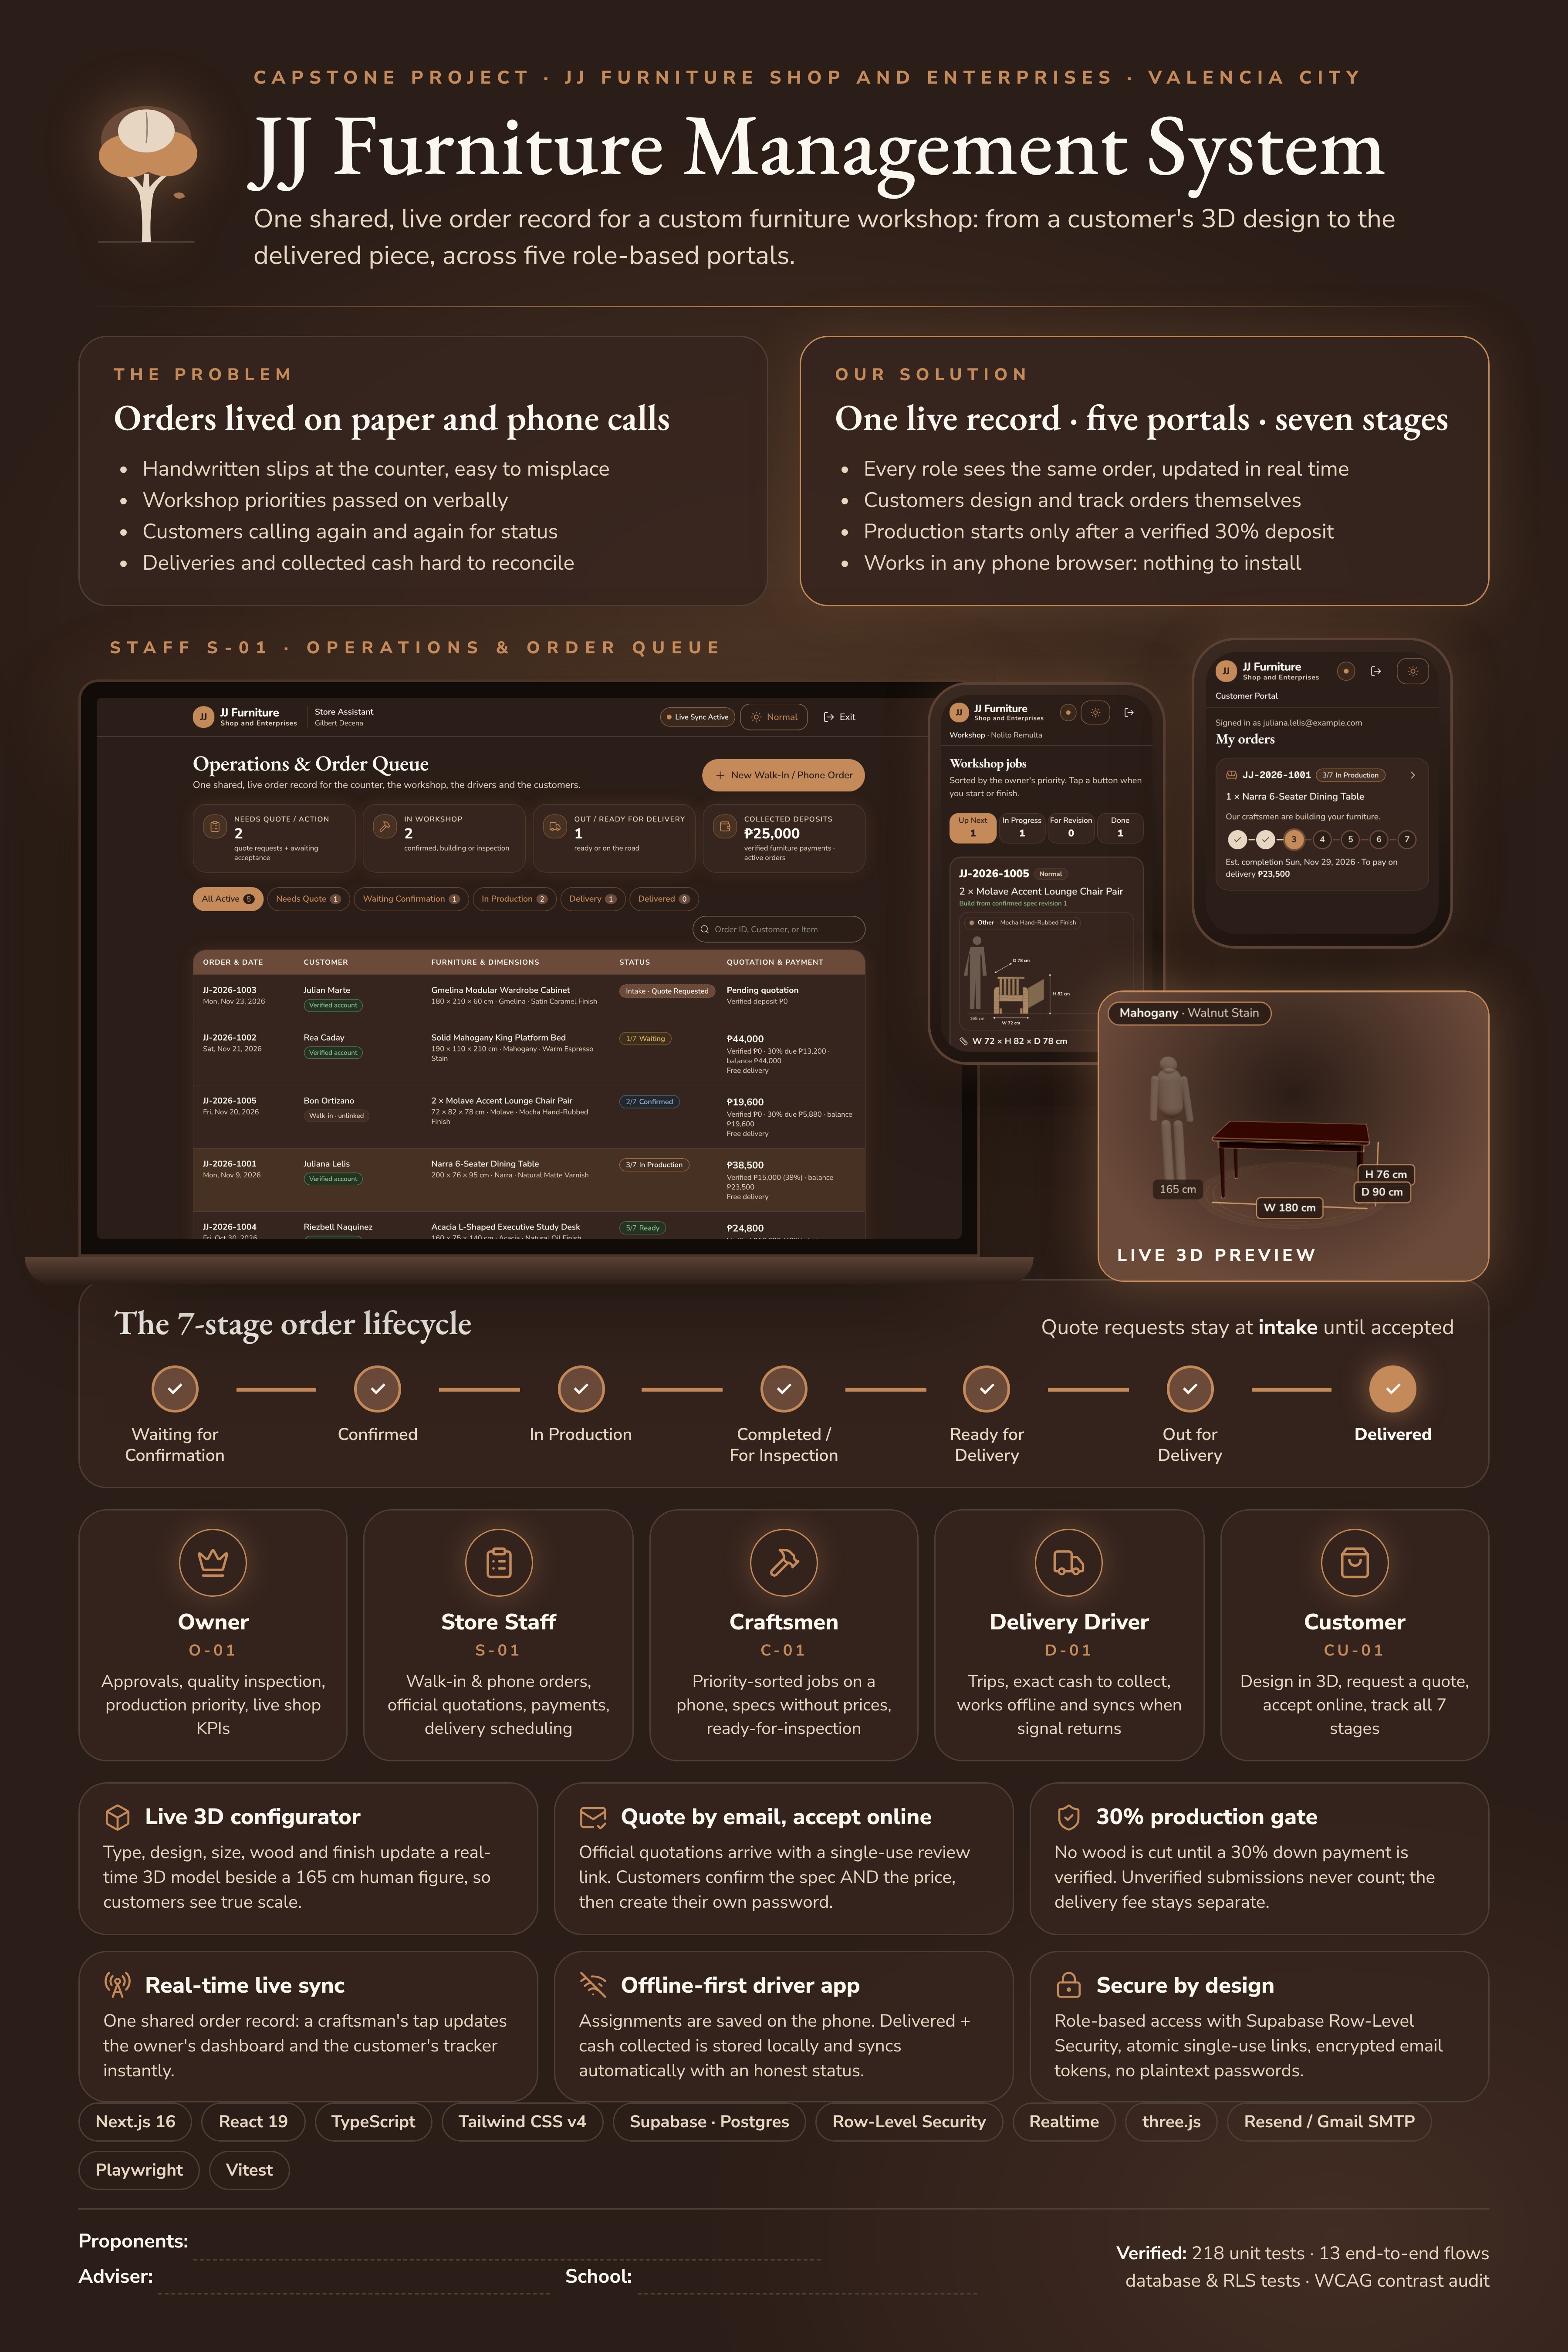 CAPSTONE PROJECT · JJ FURNITURE SHOP AND ENTERPRISES · VALENCIA CITY
JJ Furniture Management System
One shared, live order record for a custom furniture workshop: from a customer's 3D design to the
delivered piece, across five role-based portals.
THE PROBLEM
Orders lived on paper and phone calls
• Handwritten slips at the counter, easy to misplace
• Workshop priorities passed on verbally
• Customers calling again and again for status
• Deliveries and collected cash hard to reconcile
OUR SOLUTION
One live record · five portals · seven stages
• Every role sees the same order, updated in real time
• Customers design and track orders themselves
• Production starts only after a verified 30% deposit
• Works in any phone browser: nothing to install
STAFF S-01 · OPERATIONS & ORDER QUEUE
JJ
JJ Furniture
Shop and Enterprises
Store Assistant
Gilbert Decena
Live Sync Active
Normal
Exit
Operations & Order Queue
One shared, live order record for the counter, the workshop, the drivers and the customers.
+ New Walk-In / Phone Order
NEEDS QUOTE / ACTION
2
quote requests + awaiting
acceptance
IN WORKSHOP
2
confirmed, building or inspection
OUT / READY FOR DELIVERY
1
ready or on the road
COLLECTED DEPOSITS
₱25,000
verified furniture payments ·
active orders
All Active 5
Needs Quote 1
Waiting Confirmation 1
In Production 2
Delivery 1
Delivered 0
Order ID, Customer, or Item
ORDER & DATE CUSTOMER FURNITURE & DIMENSIONS STATUS QUOTATION & PAYMENT
JJ-2026-1003
Mon, Nov 23, 2026
Julian Marte
Verified account
Gmelina Modular Wardrobe Cabinet
180 × 210 × 60 cm · Gmelina · Satin Caramel Finish
Intake · Quote Requested
Pending quotation
Verified deposit ₱0
JJ-2026-1002
Sat, Nov 21, 2026
Rea Caday
Verified account
Solid Mahogany King Platform Bed
190 × 110 × 210 cm · Mahogany · Warm Espresso
Stain
1/7 Waiting
₱44,000
Verified ₱0 · 30% due ₱13,200 ·
balance ₱44,000
Free delivery
JJ-2026-1005
Fri, Nov 20, 2026
Bon Ortizano
Walk-in · unlinked
2 × Molave Accent Lounge Chair Pair
72 × 82 × 78 cm · Molave · Mocha Hand-Rubbed
Finish
2/7 Confirmed
₱19,600
Verified ₱0 · 30% due ₱5,880 · balance
₱19,600
Free delivery
JJ-2026-1001
Mon, Nov 9, 2026
Juliana Lelis
Verified account
Narra 6-Seater Dining Table
200 × 76 × 95 cm · Narra · Natural Matte Varnish
3/7 In Production
₱38,500
Verified ₱15,000 (39%) · balance
₱23,500
Free delivery
JJ-2026-1004
Fri, Oct 30, 2026
Riezbell Naquinez
Acacia L-Shaped Executive Study Desk
160 × 75 × 140 cm · Acacia · Natural Oil Finish
5/7 Ready
₱24,800
JJ
JJ Furniture
Shop and Enterprises
Workshop · Nolito Remulta
Workshop jobs
Sorted by the owner's priority. Tap a button when
you start or finish.
Up Next
1
In Progress
1
For Revision
0
Done
1
JJ-2026-1005 Normal
2 × Molave Accent Lounge Chair Pair
Build from confirmed spec revision 1
Other · Mocha Hand-Rubbed Finish
D 78 cm
H 82 cm
165 cm
W 72 cm
W 72 × H 82 × D 78 cm
JJ
JJ Furniture
Shop and Enterprises
Customer Portal
Signed in as juliana.lelis@example.com
My orders
JJ-2026-1001 3/7 In Production
1 × Narra 6-Seater Dining Table
Our craftsmen are building your furniture.
3 4 5 6 7
Est. completion Sun, Nov 29, 2026 · To pay on
delivery ₱23,500
Mahogany · Walnut Stain
165 cm
H 76 cm
D 90 cm
W 180 cm
LIVE 3D PREVIEW
The 7-stage order lifecycle
Quote requests stay at intake until accepted
Waiting for
Confirmation
Confirmed
In Production
Completed /
For Inspection
Ready for
Delivery
Out for
Delivery
Delivered
Owner
O-01
Approvals, quality inspection,
production priority, live shop
KPIs
Store Staff
S-01
Walk-in & phone orders,
official quotations, payments,
delivery scheduling
Craftsmen
C-01
Priority-sorted jobs on a
phone, specs without prices,
ready-for-inspection
Delivery Driver
D-01
Trips, exact cash to collect,
works offline and syncs when
signal returns
Customer
CU-01
Design in 3D, request a quote,
accept online, track all 7
stages
Live 3D configurator
Type, design, size, wood and finish update a real-
time 3D model beside a 165 cm human figure, so
customers see true scale.
Quote by email, accept online
Official quotations arrive with a single-use review
link. Customers confirm the spec AND the price,
then create their own password.
30% production gate
No wood is cut until a 30% down payment is
verified. Unverified submissions never count; the
delivery fee stays separate.
Real-time live sync
One shared order record: a craftsman's tap updates
the owner's dashboard and the customer's tracker
instantly.
Offline-first driver app
Assignments are saved on the phone. Delivered +
cash collected is stored locally and syncs
automatically with an honest status.
Secure by design
Role-based access with Supabase Row-Level
Security, atomic single-use links, encrypted email
tokens, no plaintext passwords.
Next.js 16
React 19
TypeScript
Tailwind CSS v4
Supabase · Postgres
Row-Level Security
Realtime
three.js
Resend / Gmail SMTP
Playwright
Vitest
Proponents:
Adviser:
School:
Verified: 218 unit tests · 13 end-to-end flows
database & RLS tests · WCAG contrast audit